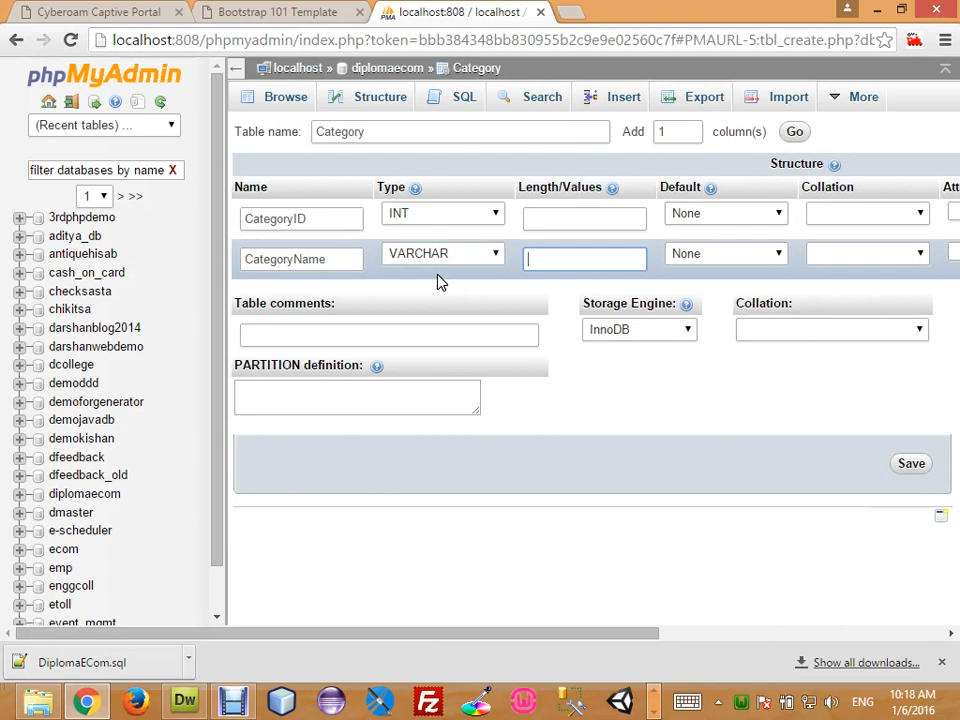 Cyberoam Captive Portal
Bootstrap 101 Template
localhost:808 / localhost /
localhost:808/phpmyadmin/index.php?token=bbb384348bb830955b2c9e9e02560c7f#PMAURL-5:tbl_create.php?db
phpMyAdmin
(Recent tables) ...
filter databases by name X
1 > >>
3rdphpdemo
aditya_db
antiquehisab
cash_on_card
checksasta
chikitsa
darshanblog2014
darshanwebdemo
dcollege
demoddd
demoforgenerator
demojavadb
demokishan
dfeedback
dfeedback_old
diplomaecom
dmaster
e-scheduler
ecom
emp
enggcoll
etoll
event_mgmt
localhost » diplomaecom » Category
Browse Structure SQL Search Insert Export Import More
Table name: Category Add 1 column(s) Go
Structure
Name Type Length/Values Default Collation Att
CategoryID INT None
CategoryName VARCHAR None
Table comments: Storage Engine: Collation:
InnoDB
PARTITION definition:
Save
DiplomaECom.sql
Show all downloads...
Dw
ENG
10:18 AM
1/6/2016